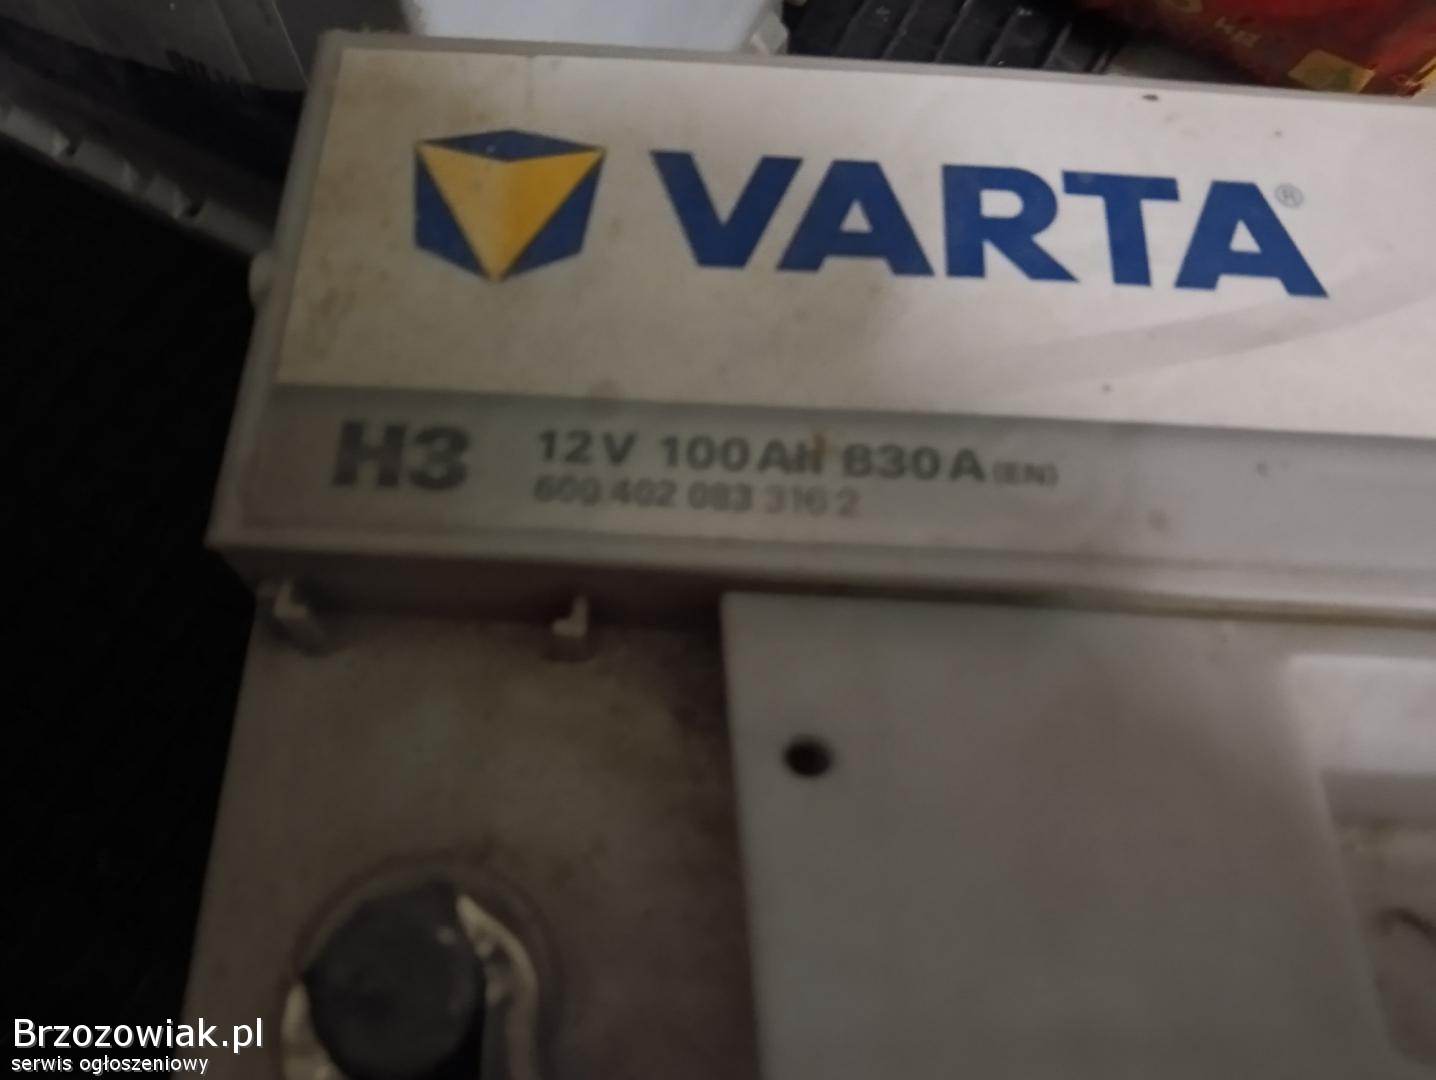 VARTA®
H3 12V 100Ah 830A (EN)
600 402 083 316 2
Brzozowiak.pl
serwis ogłoszeniowy